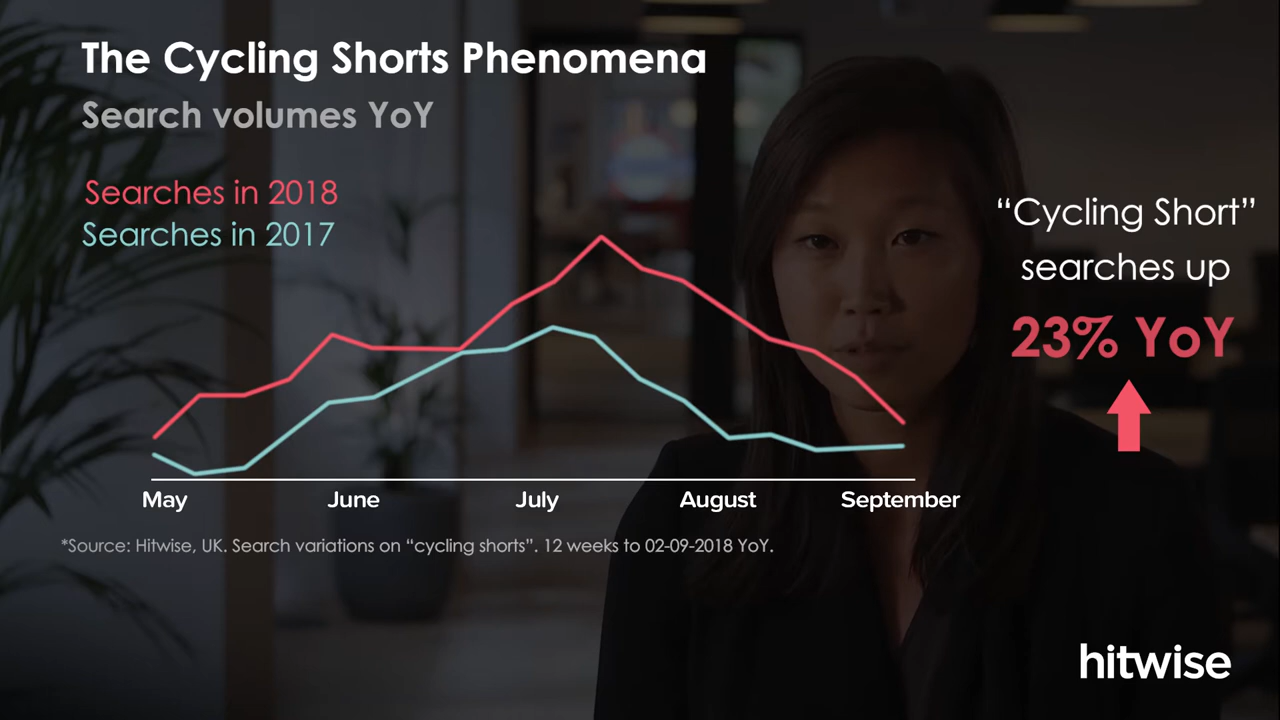 The Cycling Shorts Phenomena
Search volumes YoY
Searches in 2018
Searches in 2017
“Cycling Short”
searches up
23% YoY
May June July August September
*Source: Hitwise, UK. Search variations on “cycling shorts”. 12 weeks to 02-09-2018 YoY.
hitwise